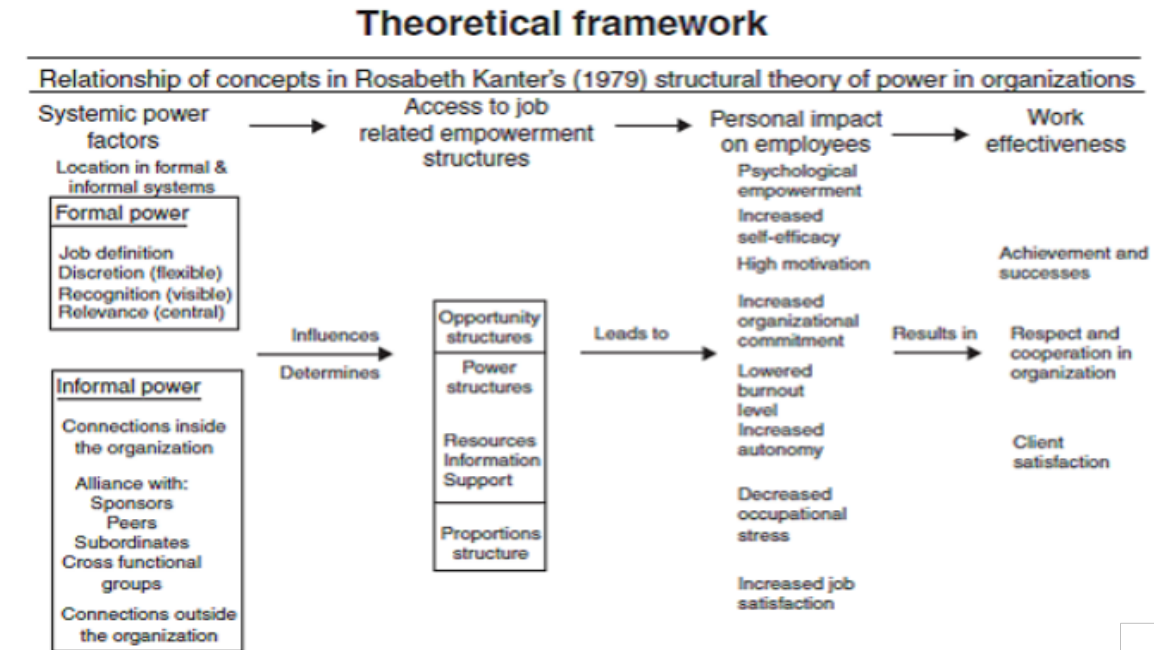 Theoretical framework
Relationship of concepts in Rosabeth Kanter's (1979) structural theory of power in organizations
Systemic power
factors
Location in formal &
informal systems
Formal power
Job definition
Discretion (flexible)
Recognition (visible)
Relevance (central)
Informal power
Connections inside
the organization
Alliance with:
Sponsors
Peers
Subordinates
Cross functional
groups
Connections outside
the organization
Influences
Determines
Access to job
related empowerment
structures
Opportunity
structures
Power
structures
Resources
Information
Support
Proportions
structure
Leads to
Personal impact
on employees
Psychological
empowerment
Increased
self-efficacy
High motivation
Increased
organizational
commitment
Lowered
burnout
level
Increased
autonomy
Decreased
occupational
stress
Increased job
satisfaction
Results in
Work
effectiveness
Achievement and
successes
Respect and
cooperation in
organization
Client
satisfaction